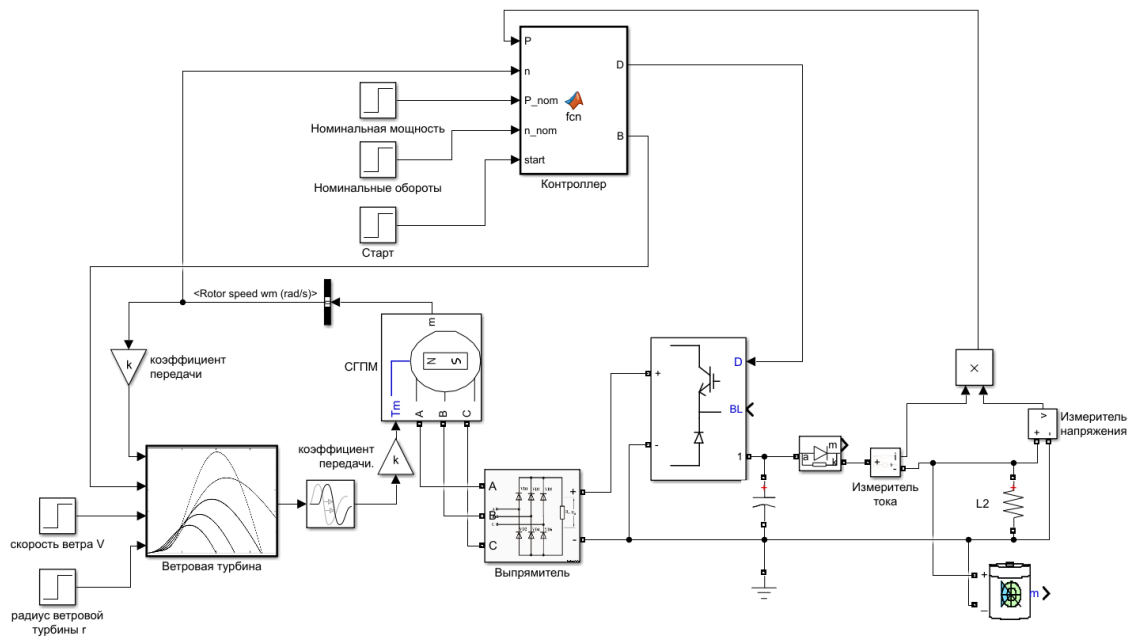 P
n
D
P_nom
fcn
Номинальная мощность
n_nom
B
start
Номинальные обороты
Контроллер
Старт
<Rotor speed wm (rad/s)>
m
k
коэффициент
передачи
СГПМ
N
S
Tm
A
B
C
+
D
BL
-
1
×
коэффициент
передачи.
k
a
m
k
+
i
-
Измеритель
тока
v
+
-
Измеритель
напряжения
A
B
C
+
-
Выпрямитель
+
L2
+
скорость ветра V
Ветровая турбина
+
_
m
радиус ветровой
турбины r